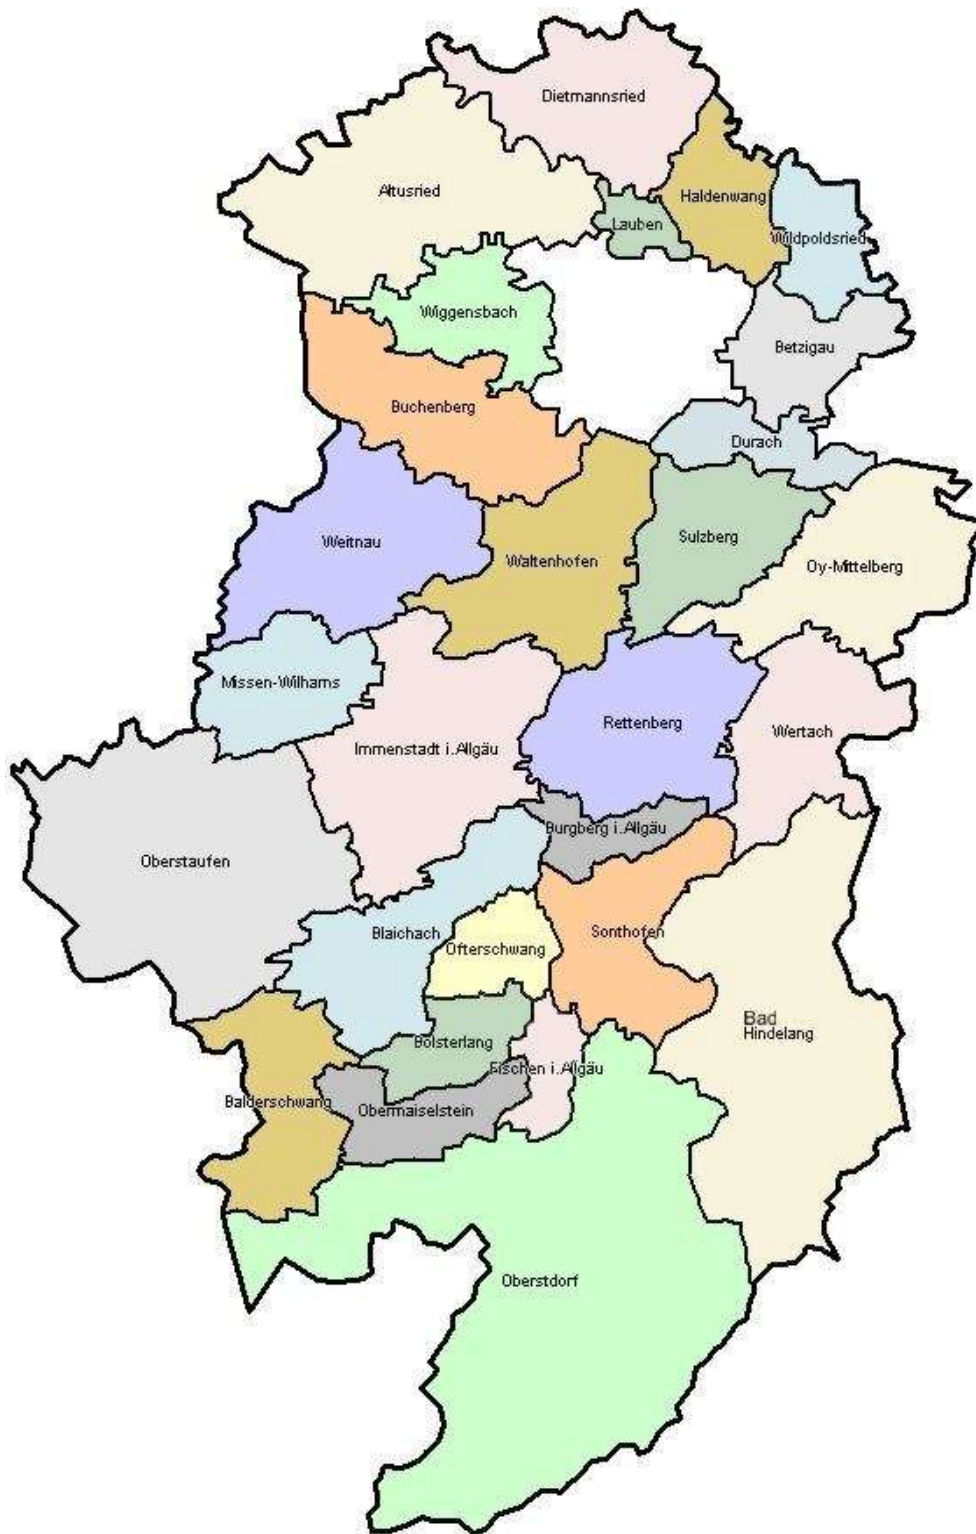 Dietmannsried
Altusried
Haldenwang
Lauben
Wildpoldsried
Wiggensbach
Betzigau
Buchenberg
Durach
Weitnau
Sulzberg
Waltenhofen
Oy-Mittelberg
Missen-Wilhams
Rettenberg
Wertach
Immenstadt i.Allgäu
Burgberg i.Allgäu
Oberstaufen
Blaichach
Sonthofen
Ofterschwang
Bad
Hindelang
Bolsterlang
Fischen i.Allgäu
Balderschwang
Obermaiselstein
Oberstdorf